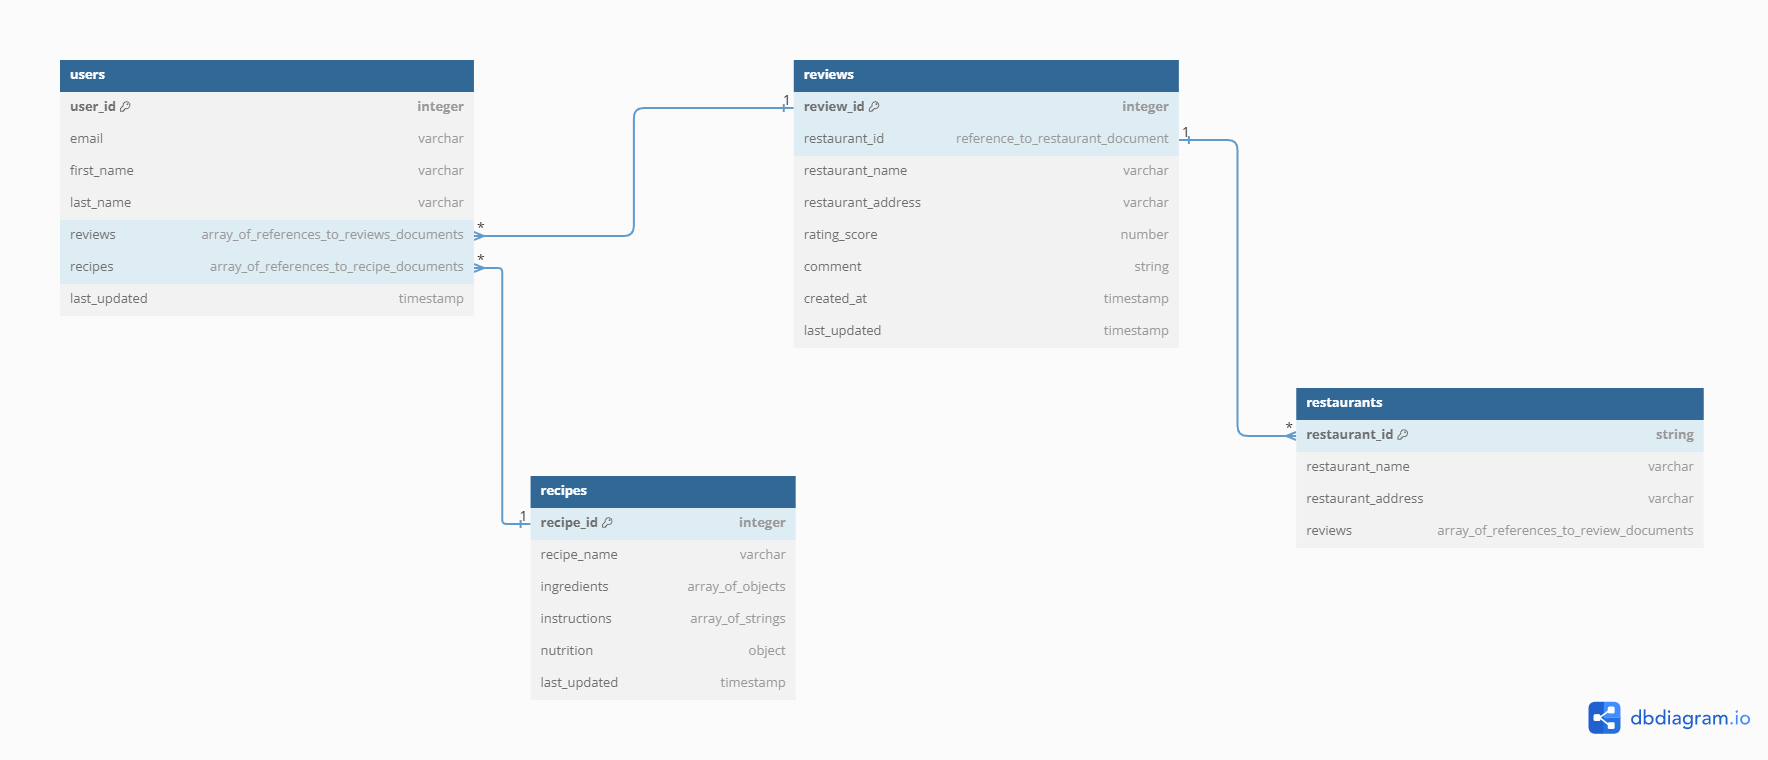 users
user_id integer
email varchar
first_name varchar
last_name varchar
reviews array_of_references_to_reviews_documents
recipes array_of_references_to_recipe_documents
last_updated timestamp
*
*
1
reviews
review_id integer
restaurant_id reference_to_restaurant_document
restaurant_name varchar
restaurant_address varchar
rating_score number
comment string
created_at timestamp
last_updated timestamp
1
*
restaurants
restaurant_id string
restaurant_name varchar
restaurant_address varchar
reviews array_of_references_to_review_documents
1
recipes
recipe_id integer
recipe_name varchar
ingredients array_of_objects
instructions array_of_strings
nutrition object
last_updated timestamp
dbdiagram.io